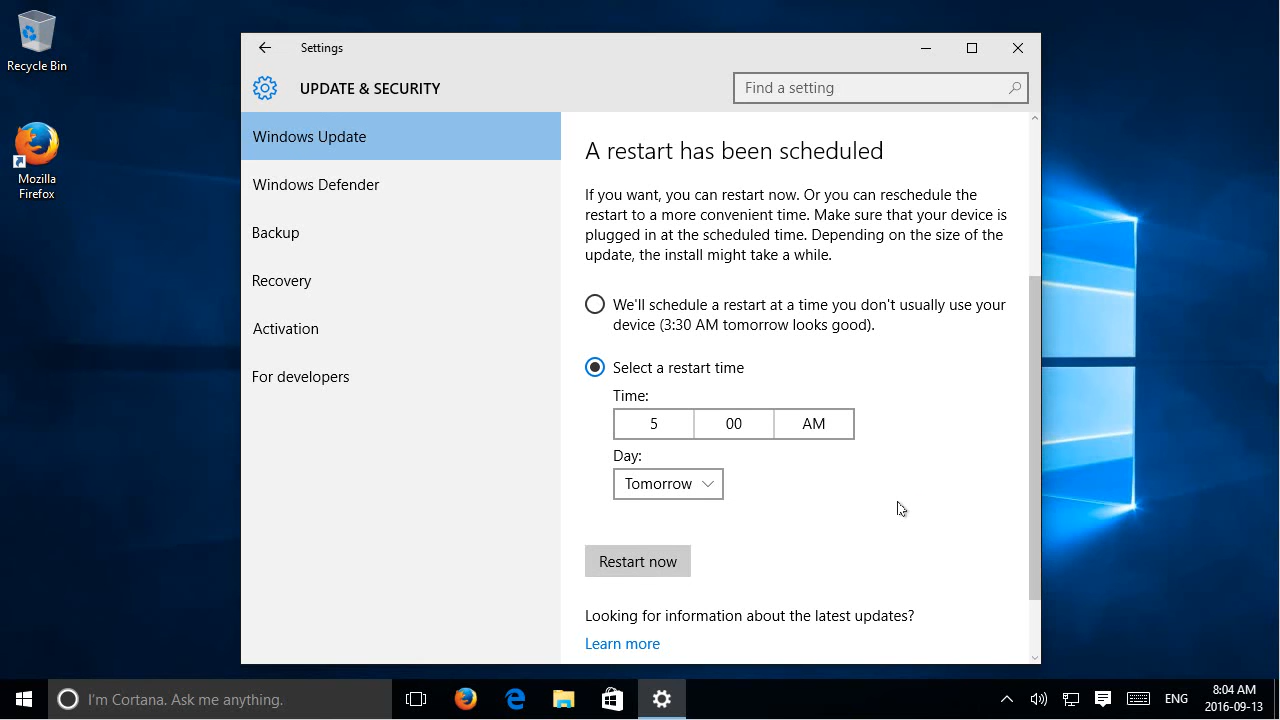 Recycle Bin
Mozilla
Firefox
Settings
UPDATE & SECURITY
Find a setting
Windows Update
Windows Defender
Backup
Recovery
Activation
For developers
A restart has been scheduled
If you want, you can restart now. Or you can reschedule the
restart to a more convenient time. Make sure that your device is
plugged in at the scheduled time. Depending on the size of the
update, the install might take a while.
We'll schedule a restart at a time you don't usually use your
device (3:30 AM tomorrow looks good).
Select a restart time
Time:
5 00 AM
Day:
Tomorrow
Restart now
Looking for information about the latest updates?
Learn more
I'm Cortana. Ask me anything.
ENG
8:04 AM
2016-09-13